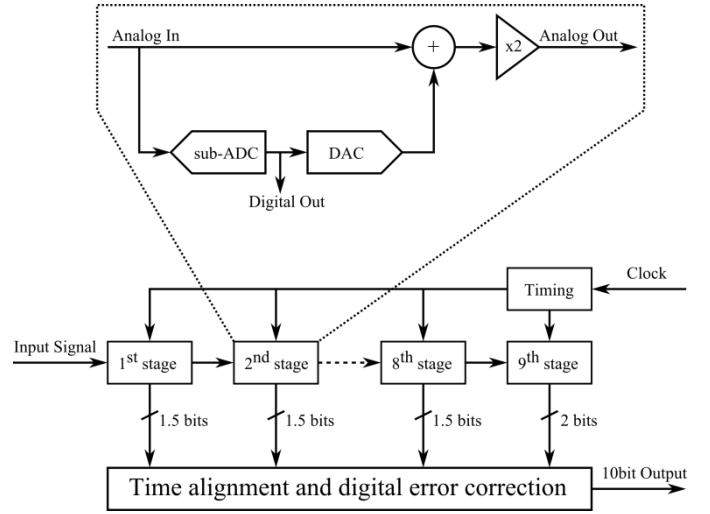 Analog In
+
x2
Analog Out
sub-ADC
DAC
Digital Out
Clock
Timing
Input Signal
1st stage
2nd stage
8th stage
9th stage
1.5 bits
1.5 bits
1.5 bits
2 bits
10bit Output
Time alignment and digital error correction